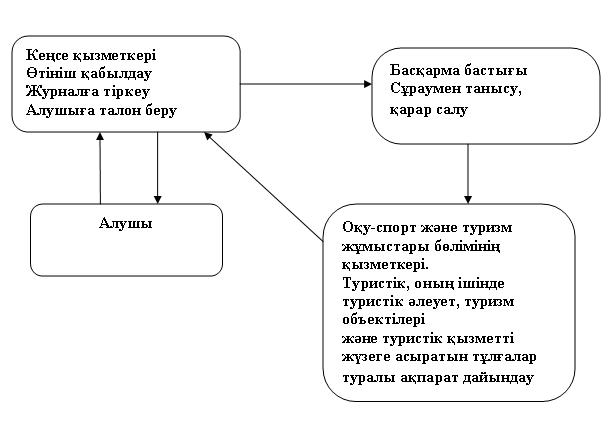 Кеңсе қызметкері
Өтініш қабылдау
Журналға тіркеу
Алушыға талон беру
Басқарма бастығы
Сұраумен танысу,
қарар салу
Алушы
Оқу-спорт және туризм
жұмыстары бөлімінің
қызметкері.
Туристік, оның ішінде
туристік әлеует, туризм
объектілері
және туристік қызметті
жүзеге асыратын тұлғалар
туралы ақпарат дайындау